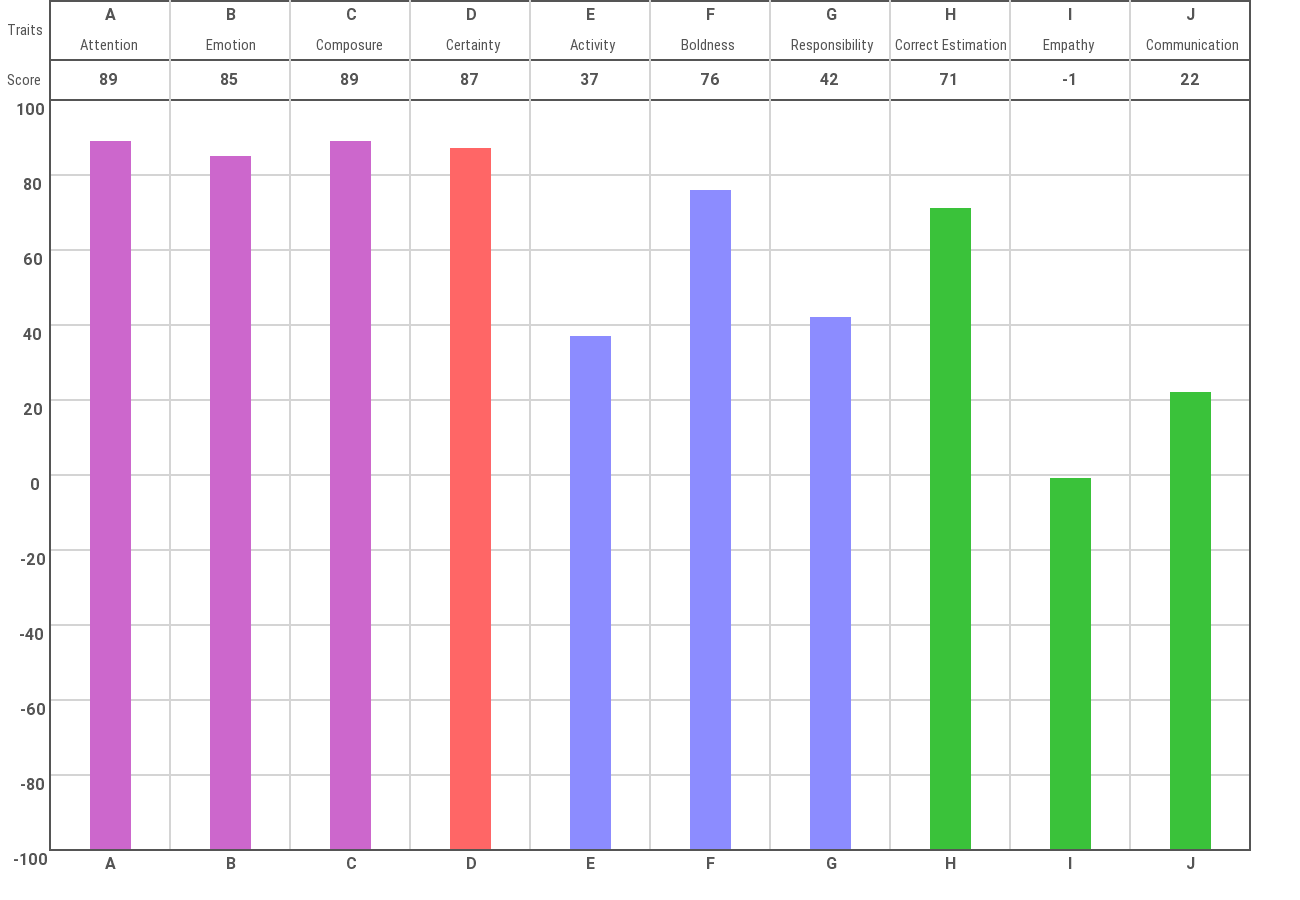 A B C D E F G H I J
Traits
Attention Emotion Composure Certainty Activity Boldness Responsibility Correct Estimation Empathy Communication
Score 89 85 89 87 37 76 42 71 -1 22
100
80
60
40
20
0
-20
-40
-60
-80
-100
A B C D E F G H I J